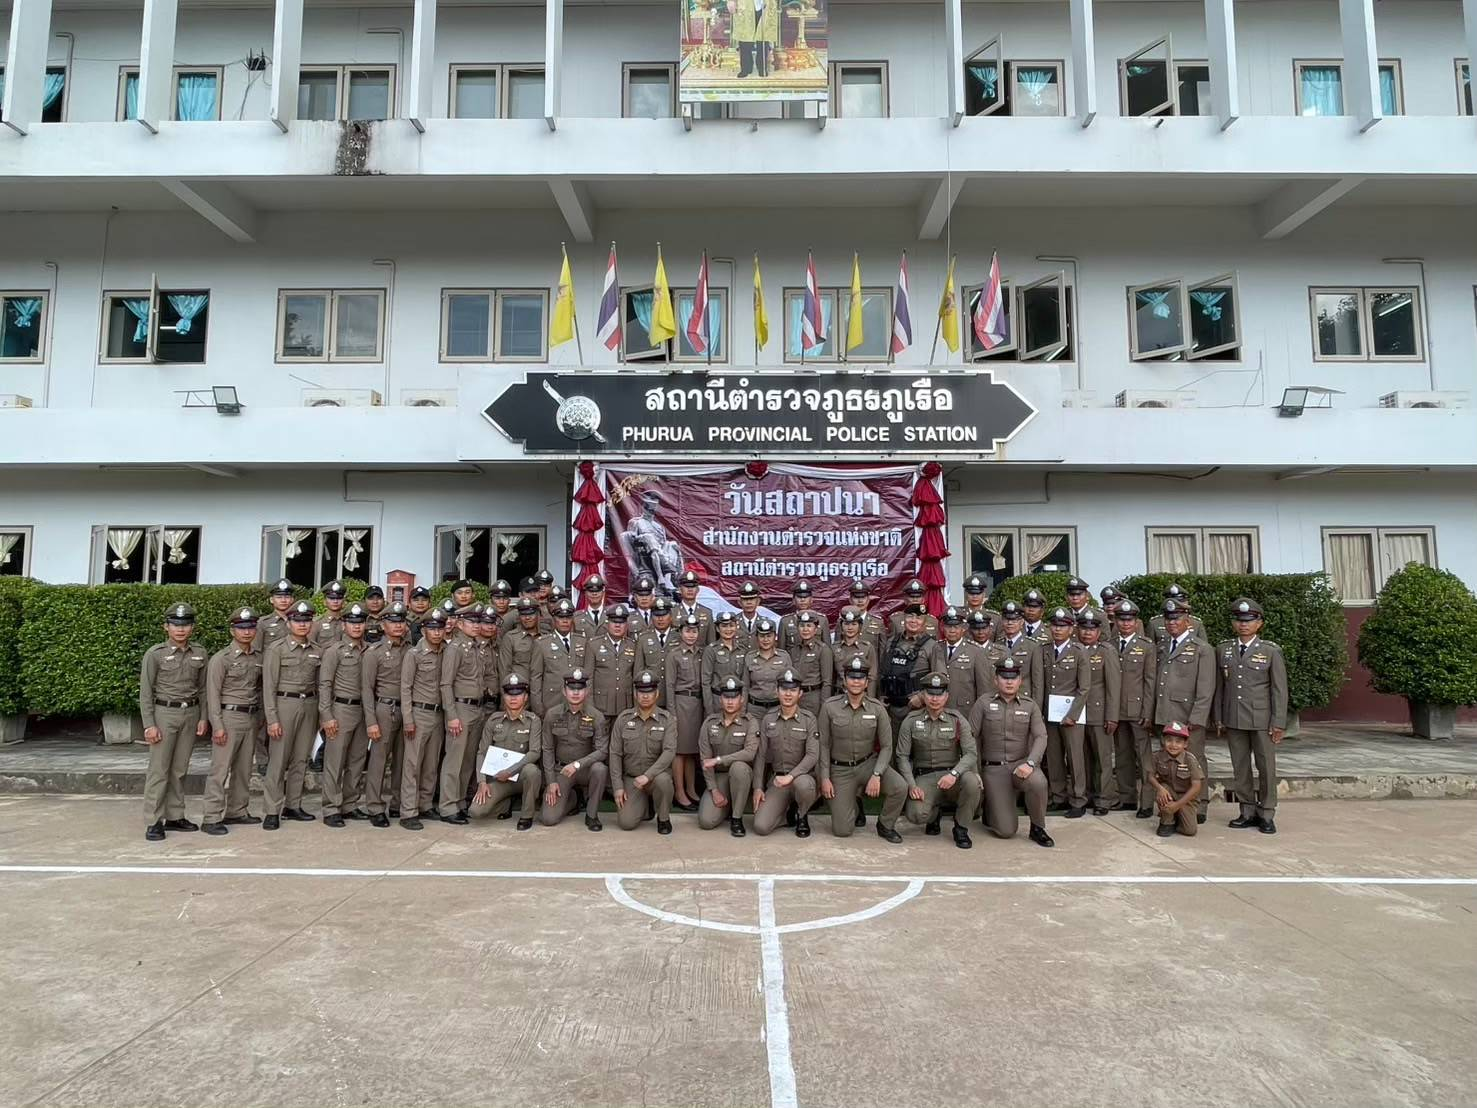 สถานีตำรวจภูธรภูเรือ
PHURUA PROVINCIAL POLICE STATION
วันสถาปนา
สำนักงานตำรวจแห่งชาติ
สถานีตำรวจภูธรภูเรือ
POLICE